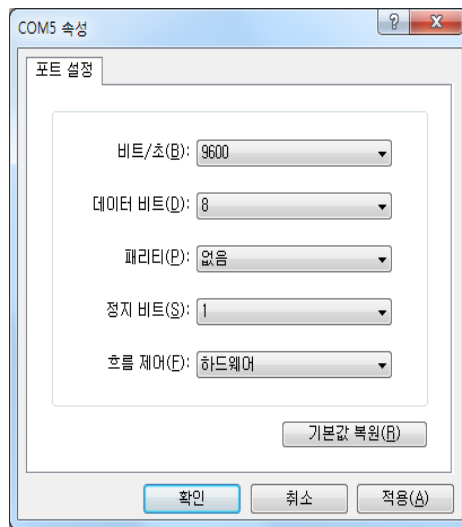 COM5 속성
포트 설정
비트/초(B): 9600
데이터 비트(D): 8
패리티(P): 없음
정지 비트(S): 1
흐름 제어(F): 하드웨어
기본값 복원(R)
확인 취소 적용(A)